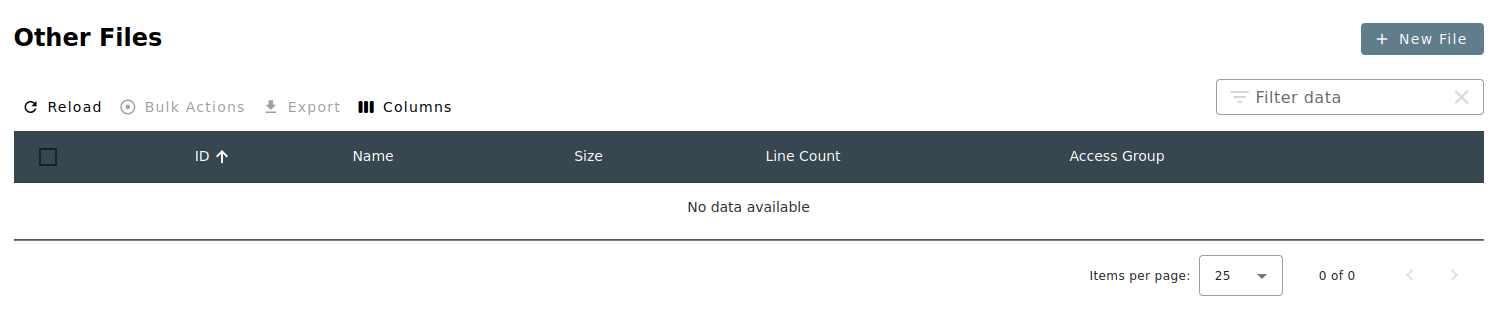 Other Files
+ New File
Reload Bulk Actions Export Columns
Filter data
ID Name Size Line Count Access Group
No data available
Items per page: 25 0 of 0